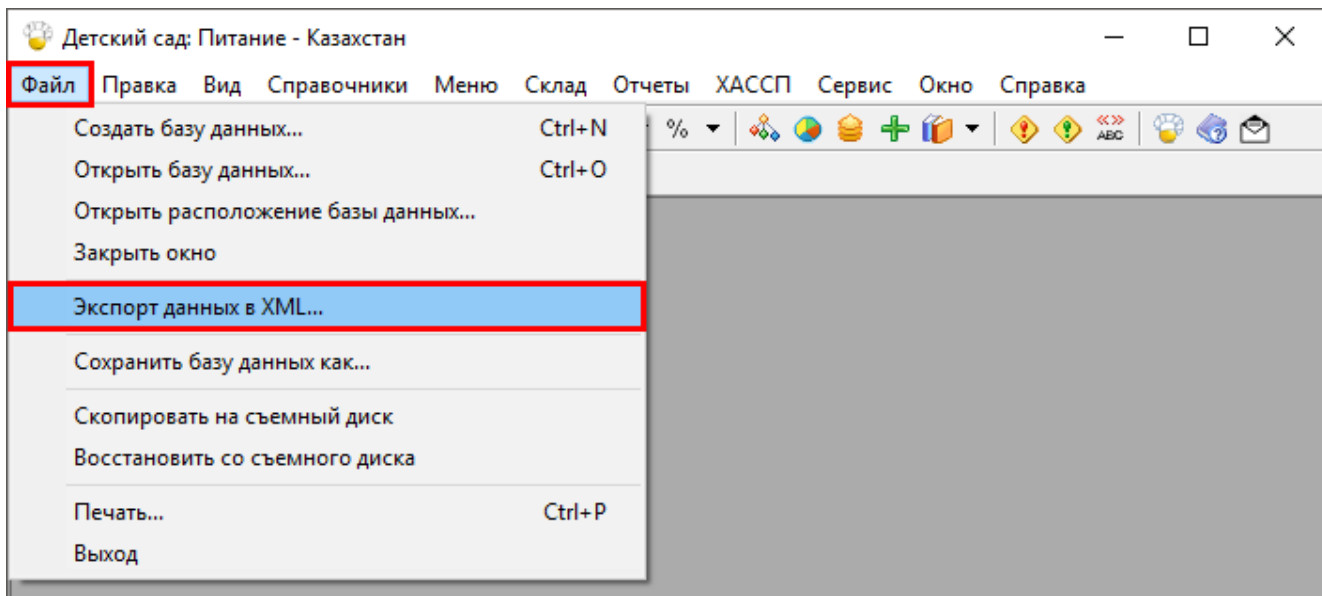 Детский сад: Питание - Казахстан
Файл Правка Вид Справочники Меню Склад Отчеты ХАССП Сервис Окно Справка
% «» ABC
Создать базу данных... Ctrl+N
Открыть базу данных... Ctrl+O
Открыть расположение базы данных...
Закрыть окно
Экспорт данных в XML...
Сохранить базу данных как...
Скопировать на съемный диск
Восстановить со съемного диска
Печать... Ctrl+P
Выход